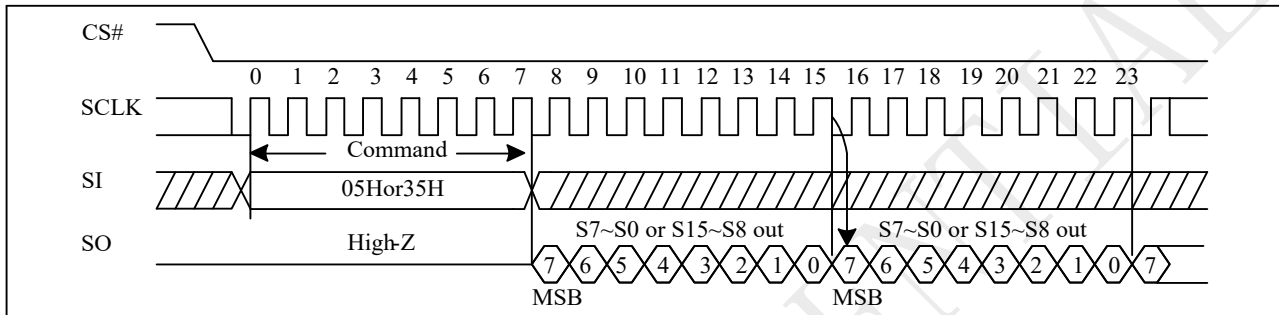 CS#
0 1 2 3 4 5 6 7 8 9 10 11 12 13 14 15 16 17 18 19 20 21 22 23
SCLK
Command
SI
05Hor35H
S7~S0 or S15~S8 out S7~S0 or S15~S8 out
SO
High-Z
7 6 5 4 3 2 1 0 7 6 5 4 3 2 1 0 7
MSB MSB
NTIAL